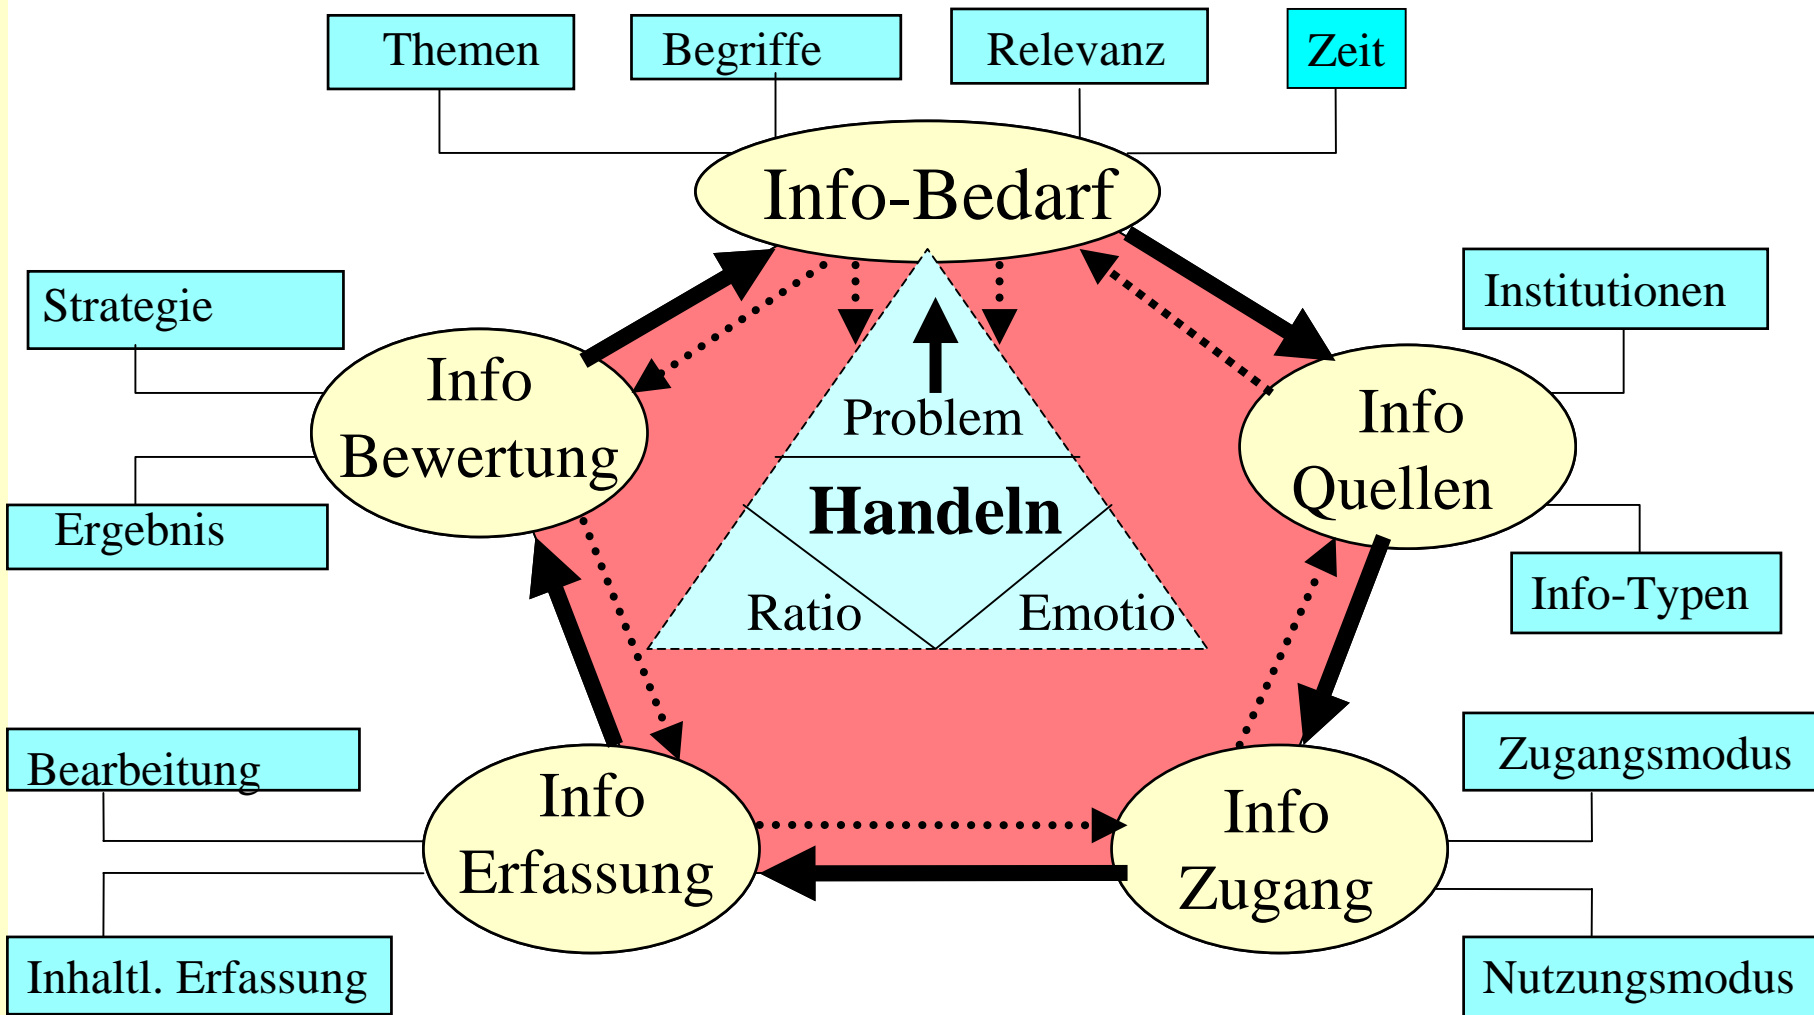 Themen
Begriffe
Relevanz
Zeit
Info-Bedarf
Strategie
Institutionen
Info
Bewertung
Info
Quellen
Problem
Handeln
Ratio
Emotio
Ergebnis
Info-Typen
Bearbeitung
Zugangsmodus
Info
Erfassung
Info
Zugang
Inhaltl. Erfassung
Nutzungsmodus